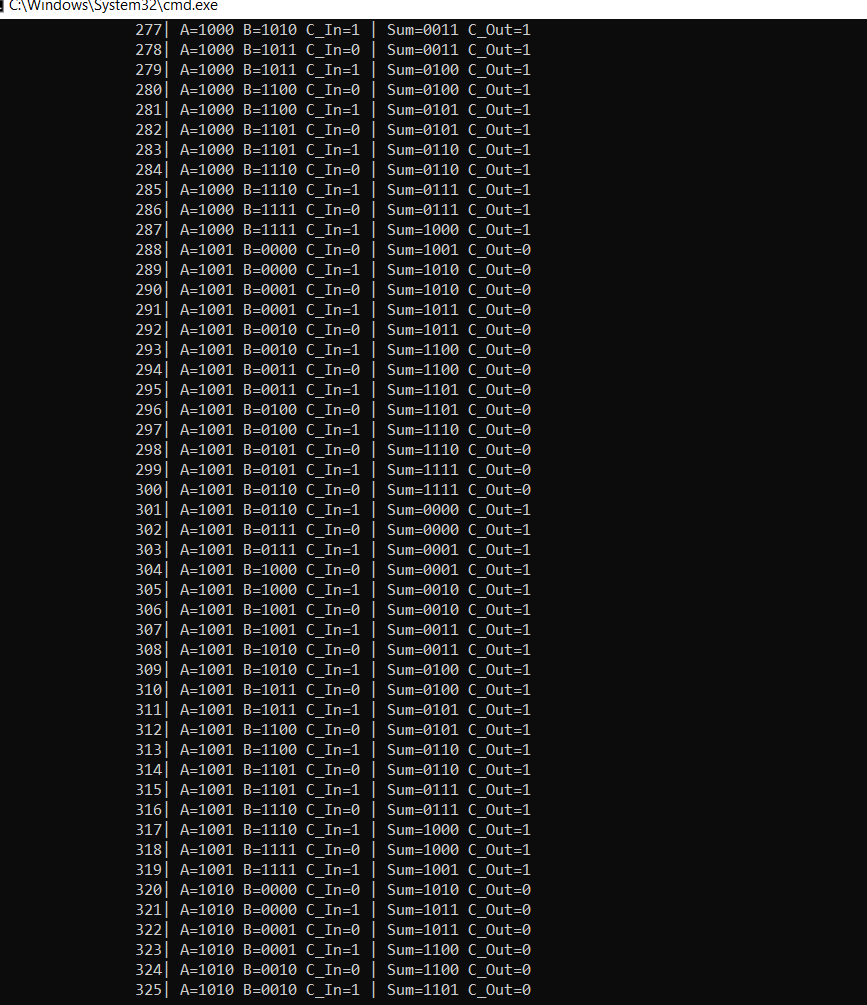 C:\Windows\System32\cmd.exe
277| A=1000 B=1010 C_In=1 | Sum=0011 C_Out=1
278| A=1000 B=1011 C_In=0 | Sum=0011 C_Out=1
279| A=1000 B=1011 C_In=1 | Sum=0100 C_Out=1
280| A=1000 B=1100 C_In=0 | Sum=0100 C_Out=1
281| A=1000 B=1100 C_In=1 | Sum=0101 C_Out=1
282| A=1000 B=1101 C_In=0 | Sum=0101 C_Out=1
283| A=1000 B=1101 C_In=1 | Sum=0110 C_Out=1
284| A=1000 B=1110 C_In=0 | Sum=0110 C_Out=1
285| A=1000 B=1110 C_In=1 | Sum=0111 C_Out=1
286| A=1000 B=1111 C_In=0 | Sum=0111 C_Out=1
287| A=1000 B=1111 C_In=1 | Sum=1000 C_Out=1
288| A=1001 B=0000 C_In=0 | Sum=1001 C_Out=0
289| A=1001 B=0000 C_In=1 | Sum=1010 C_Out=0
290| A=1001 B=0001 C_In=0 | Sum=1010 C_Out=0
291| A=1001 B=0001 C_In=1 | Sum=1011 C_Out=0
292| A=1001 B=0010 C_In=0 | Sum=1011 C_Out=0
293| A=1001 B=0010 C_In=1 | Sum=1100 C_Out=0
294| A=1001 B=0011 C_In=0 | Sum=1100 C_Out=0
295| A=1001 B=0011 C_In=1 | Sum=1101 C_Out=0
296| A=1001 B=0100 C_In=0 | Sum=1101 C_Out=0
297| A=1001 B=0100 C_In=1 | Sum=1110 C_Out=0
298| A=1001 B=0101 C_In=0 | Sum=1110 C_Out=0
299| A=1001 B=0101 C_In=1 | Sum=1111 C_Out=0
300| A=1001 B=0110 C_In=0 | Sum=1111 C_Out=0
301| A=1001 B=0110 C_In=1 | Sum=0000 C_Out=1
302| A=1001 B=0111 C_In=0 | Sum=0000 C_Out=1
303| A=1001 B=0111 C_In=1 | Sum=0001 C_Out=1
304| A=1001 B=1000 C_In=0 | Sum=0001 C_Out=1
305| A=1001 B=1000 C_In=1 | Sum=0010 C_Out=1
306| A=1001 B=1001 C_In=0 | Sum=0010 C_Out=1
307| A=1001 B=1001 C_In=1 | Sum=0011 C_Out=1
308| A=1001 B=1010 C_In=0 | Sum=0011 C_Out=1
309| A=1001 B=1010 C_In=1 | Sum=0100 C_Out=1
310| A=1001 B=1011 C_In=0 | Sum=0100 C_Out=1
311| A=1001 B=1011 C_In=1 | Sum=0101 C_Out=1
312| A=1001 B=1100 C_In=0 | Sum=0101 C_Out=1
313| A=1001 B=1100 C_In=1 | Sum=0110 C_Out=1
314| A=1001 B=1101 C_In=0 | Sum=0110 C_Out=1
315| A=1001 B=1101 C_In=1 | Sum=0111 C_Out=1
316| A=1001 B=1110 C_In=0 | Sum=0111 C_Out=1
317| A=1001 B=1110 C_In=1 | Sum=1000 C_Out=1
318| A=1001 B=1111 C_In=0 | Sum=1000 C_Out=1
319| A=1001 B=1111 C_In=1 | Sum=1001 C_Out=1
320| A=1010 B=0000 C_In=0 | Sum=1010 C_Out=0
321| A=1010 B=0000 C_In=1 | Sum=1011 C_Out=0
322| A=1010 B=0001 C_In=0 | Sum=1011 C_Out=0
323| A=1010 B=0001 C_In=1 | Sum=1100 C_Out=0
324| A=1010 B=0010 C_In=0 | Sum=1100 C_Out=0
325| A=1010 B=0010 C_In=1 | Sum=1101 C_Out=0